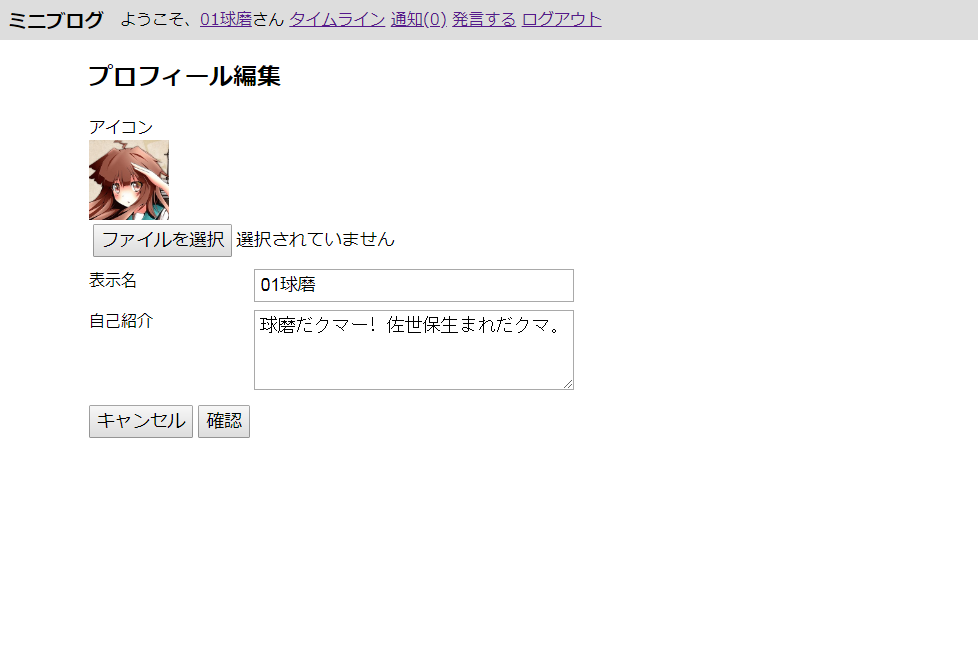 ミニブログ ようこそ、01球磨さん タイムライン 通知(0) 発言する ログアウト
プロフィール編集
アイコン
ファイルを選択 選択されていません
表示名 01球磨
自己紹介 球磨だクマー！佐世保生まれだクマ。
キャンセル 確認